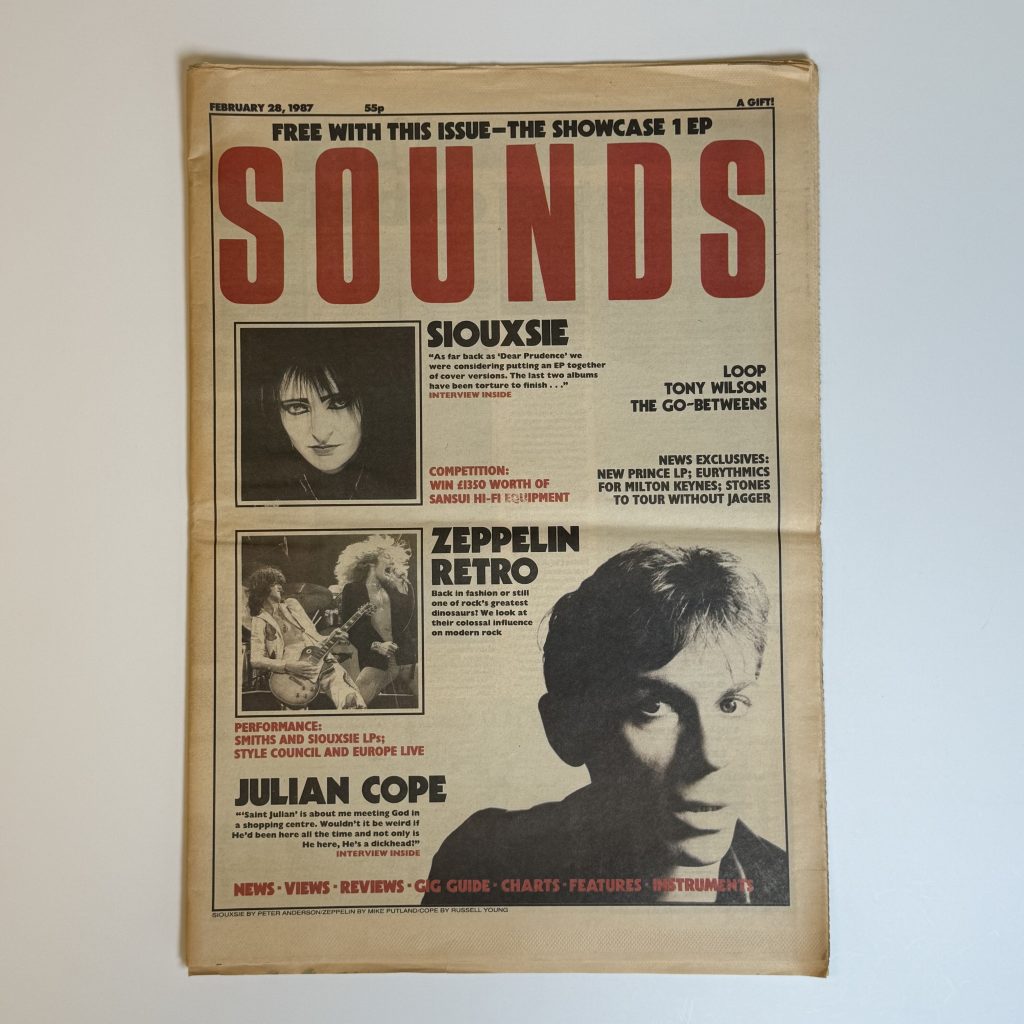 FEBRUARY 28, 1987 55p A GIFT!
FREE WITH THIS ISSUE–THE SHOWCASE 1 EP
SOUNDS
SIOUXSIE
“As far back as ‘Dear Prudence’ we
were considering putting an EP together
of cover versions. The last two albums
have been torture to finish . . .”
INTERVIEW INSIDE
COMPETITION:
WIN £1350 WORTH OF
SANSUI HI-FI EQUIPMENT
LOOP
TONY WILSON
THE GO-BETWEENS
NEWS EXCLUSIVES:
NEW PRINCE LP; EURYTHMICS
FOR MILTON KEYNES; STONES
TO TOUR WITHOUT JAGGER
ZEPPELIN
RETRO
Back in fashion or still
one of rock’s greatest
dinosaurs? We look at
their colossal influence
on modern rock
PERFORMANCE:
SMITHS AND SIOUXSIE LPs;
STYLE COUNCIL AND EUROPE LIVE
JULIAN COPE
“‘Saint Julian’ is about me meeting God in
a shopping centre. Wouldn’t it be weird if
He’d been here all the time and not only is
He here, He’s a dickhead?”
INTERVIEW INSIDE
NEWS · VIEWS · REVIEWS · GIG GUIDE · CHARTS · FEATURES · INSTRUMENTS
SIOUXSIE BY PETER ANDERSON/ZEPPELIN BY MIKE PUTLAND·COPE BY RUSSELL YOUNG